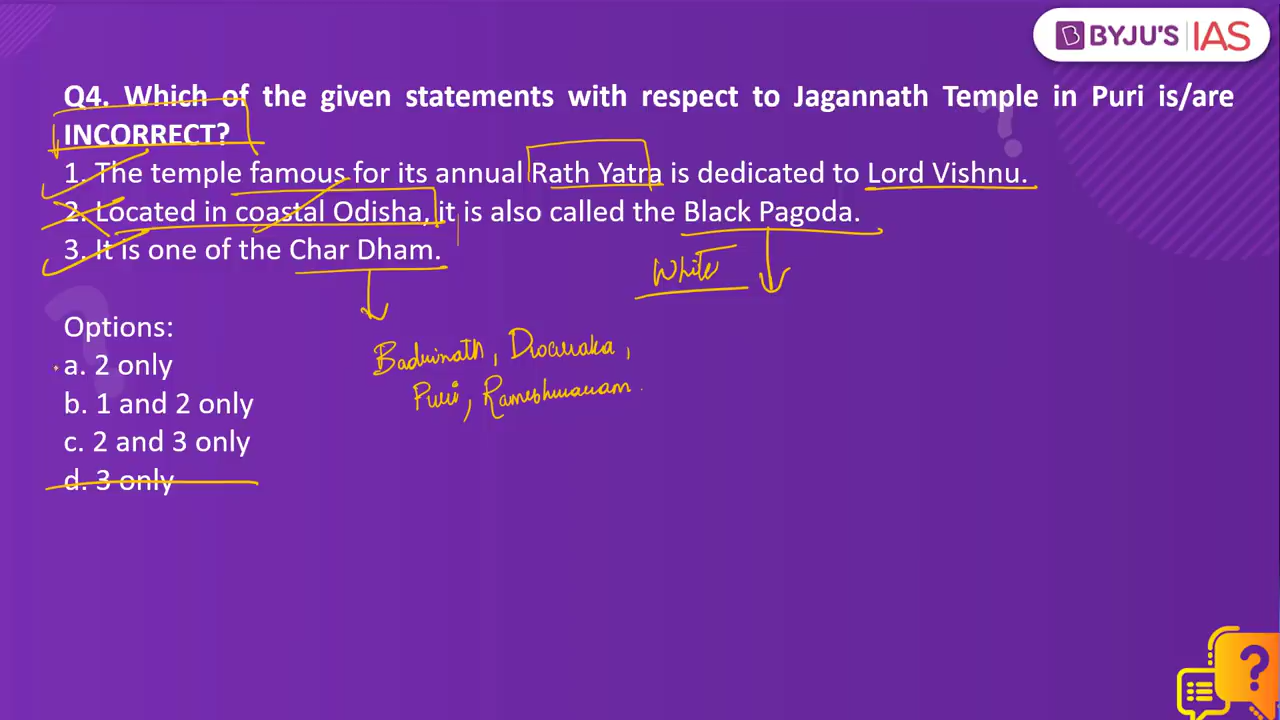 BYJU'S IAS
Q4. Which of the given statements with respect to Jagannath Temple in Puri is/are
INCORRECT?
1. The temple famous for its annual Rath Yatra is dedicated to Lord Vishnu.
2. Located in coastal Odisha, it is also called the Black Pagoda.
3. It is one of the Char Dham.
White
Options:
Badrinath, Dwaraka,
a. 2 only
Puri, Rameshwaram.
b. 1 and 2 only
c. 2 and 3 only
d. 3 only